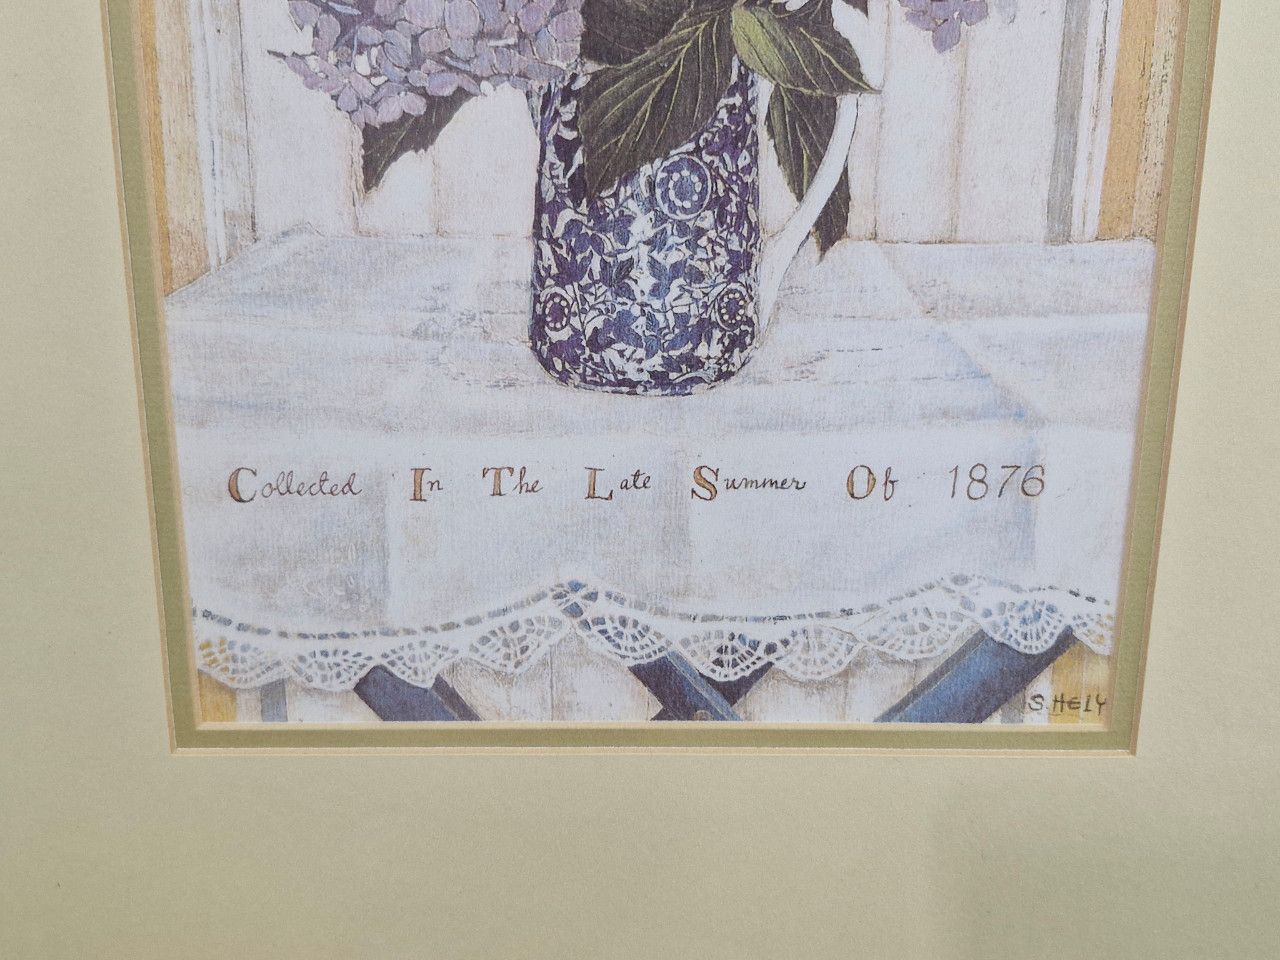 Collected In The Late Summer Of 1876
S. HELY